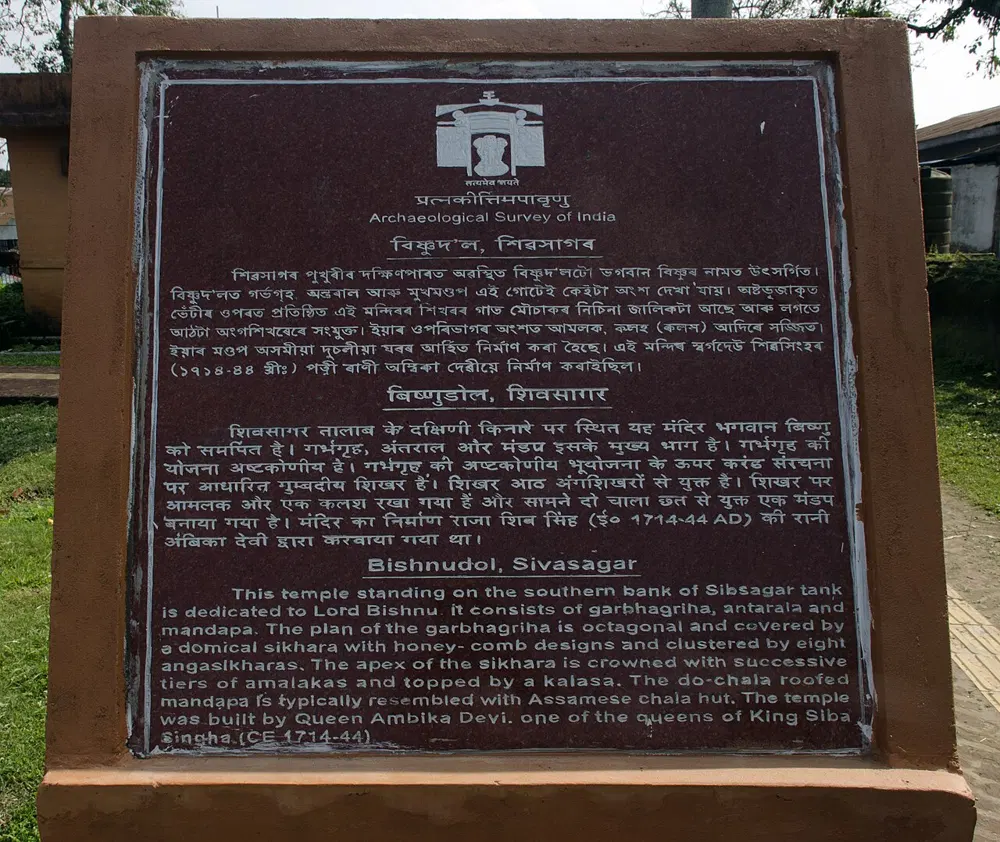 सत्यमेव जयते
प्रत्नकीर्त्तिमपावृणु
Archaeological Survey of India
বিষ্ণুদ'ল, শিৱসাগৰ
শিৱসাগৰ পুখুৰীৰ দক্ষিণপাৰত অৱস্থিত বিষ্ণুদ'লটো ভগবান বিষ্ণুৰ নামত উৎসৰ্গিত।
বিষ্ণুদ'লত গৰ্ভগৃহ, অন্তৰাল আৰু মুখমণ্ডপ এই গোটেই কেইটা অংশ দেখা যায়। অষ্টভূজাকৃত
ভেঁটীৰ ওপৰত প্ৰতিষ্ঠিত এই মন্দিৰৰ শিখৰৰ গাত মৌচাকৰ নিচিনা জালিকটা আছে আৰু লগতে
আঠটা অংগশিখৰেৰে সংযুক্ত। ইয়াৰ ওপৰিভাগৰ অংশত আমলক, কলহ (কলস) আদিৰে সজ্জিত।
ইয়াৰ মণ্ডপ অসমীয়া দুচলীয়া ঘৰৰ আৰ্হিত নিৰ্মাণ কৰা হৈছে। এই মন্দিৰ স্বৰ্গদেউ শিৱসিংহৰ
(১৭১৪-৪৪ খ্ৰীঃ) পত্নী ৰাণী অম্বিকা দেৱীয়ে নিৰ্মাণ কৰাইছিল।
बिष्णुडोल, शिवसागर
शिवसागर तालाब के दक्षिणी किनारे पर स्थित यह मंदिर भगवान बिष्णु
को समर्पित है। गर्भगृह, अंतराल और मंडप इसके मुख्य भाग है। गर्भगृह की
योजना अष्टकोणीय है। गर्भगृह की अष्टकोणीय भूयोजना के ऊपर करंड संरचना
पर आधारित गुम्बदीय शिखर है। शिखर आठ अंगशिखरों से युक्त है। शिखर पर
आमलक और एक कलश रखा गया हैं और सामने दो चाला छत से युक्त एक मंडप
बनाया गया है। मंदिर का निर्माण राजा शिब सिंह (ई० 1714-44 AD) की रानी
अंबिका देवी द्वारा करवाया गया था।
Bishnudol, Sivasagar
This temple standing on the southern bank of Sibsagar tank
is dedicated to Lord Bishnu. it consists of garbhagriha, antarala and
mandapa. The plan of the garbhagriha is octagonal and covered by
a domical sikhara with honey- comb designs and clustered by eight
angasikharas. The apex of the sikhara is crowned with successive
tiers of amalakas and topped by a kalasa. The do-chala roofed
mandapa is typically resembled with Assamese chala hut. The temple
was built by Queen Ambika Devi. one of the queens of King Siba
Singha (CE 1714-44)